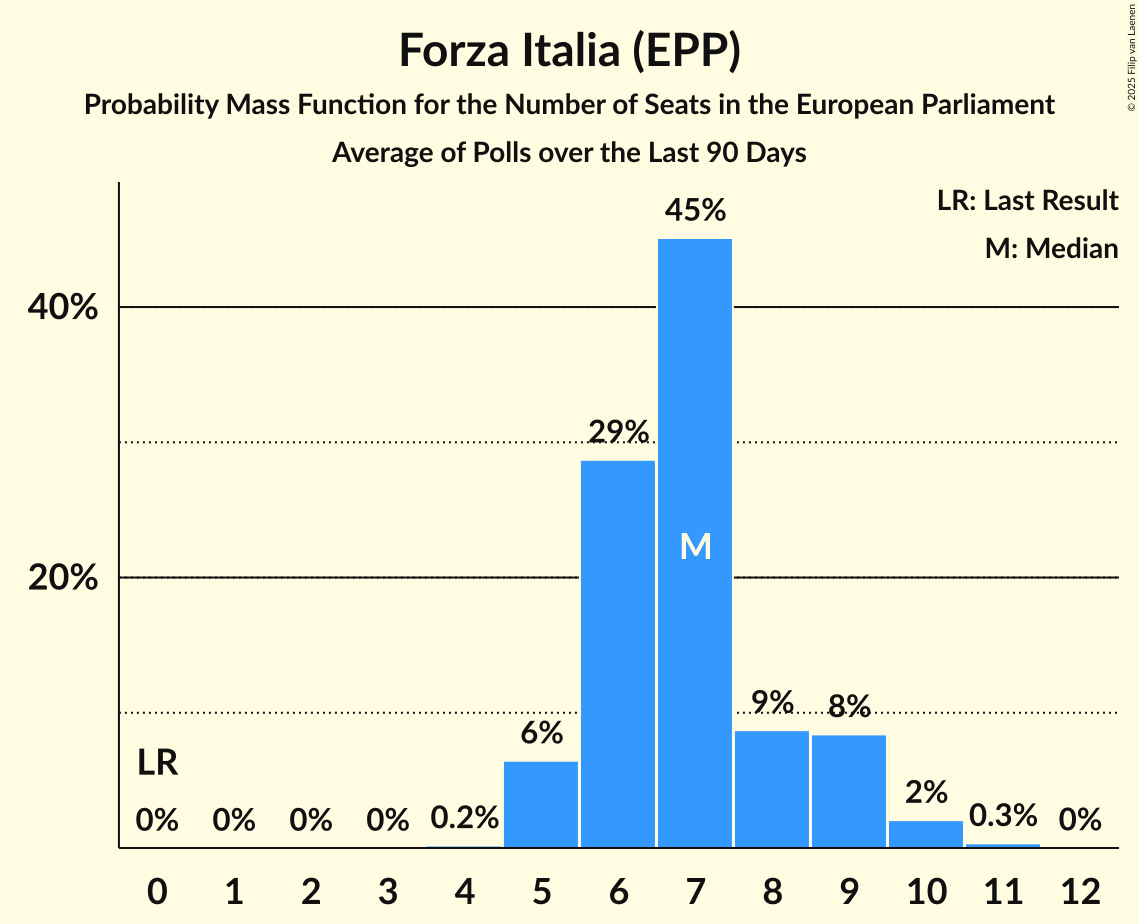 © 2025 Filip van Laenen
Forza Italia (EPP)
Probability Mass Function for the Number of Seats in the European Parliament
Average of Polls over the Last 90 Days
LR: Last Result
M: Median
45%
40%
29%
M
20%
9%
8%
6%
LR
2%
0%
0%
0%
0%
0.2%
0.3%
0%
0 1 2 3 4 5 6 7 8 9 10 11 12